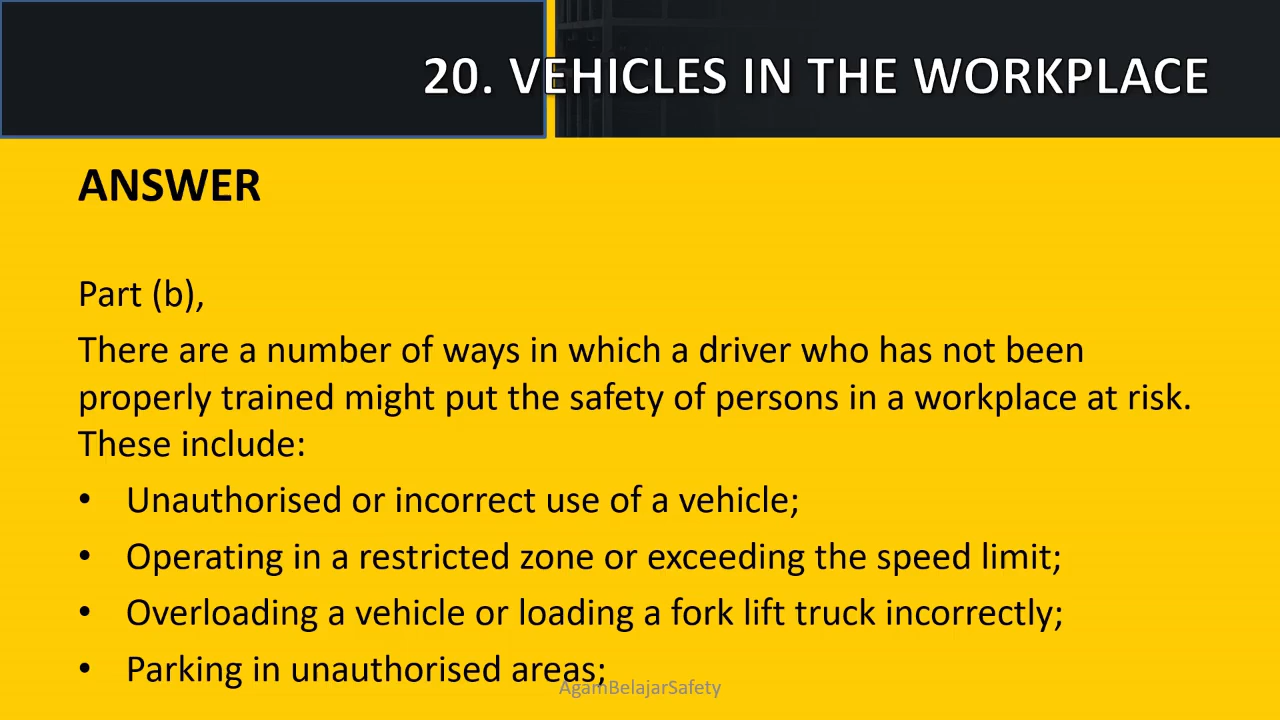 20. VEHICLES IN THE WORKPLACE
ANSWER
Part (b),
There are a number of ways in which a driver who has not been
properly trained might put the safety of persons in a workplace at risk.
These include:
• Unauthorised or incorrect use of a vehicle;
• Operating in a restricted zone or exceeding the speed limit;
• Overloading a vehicle or loading a fork lift truck incorrectly;
• Parking in unauthorised areas;
AgamBelajarSafety